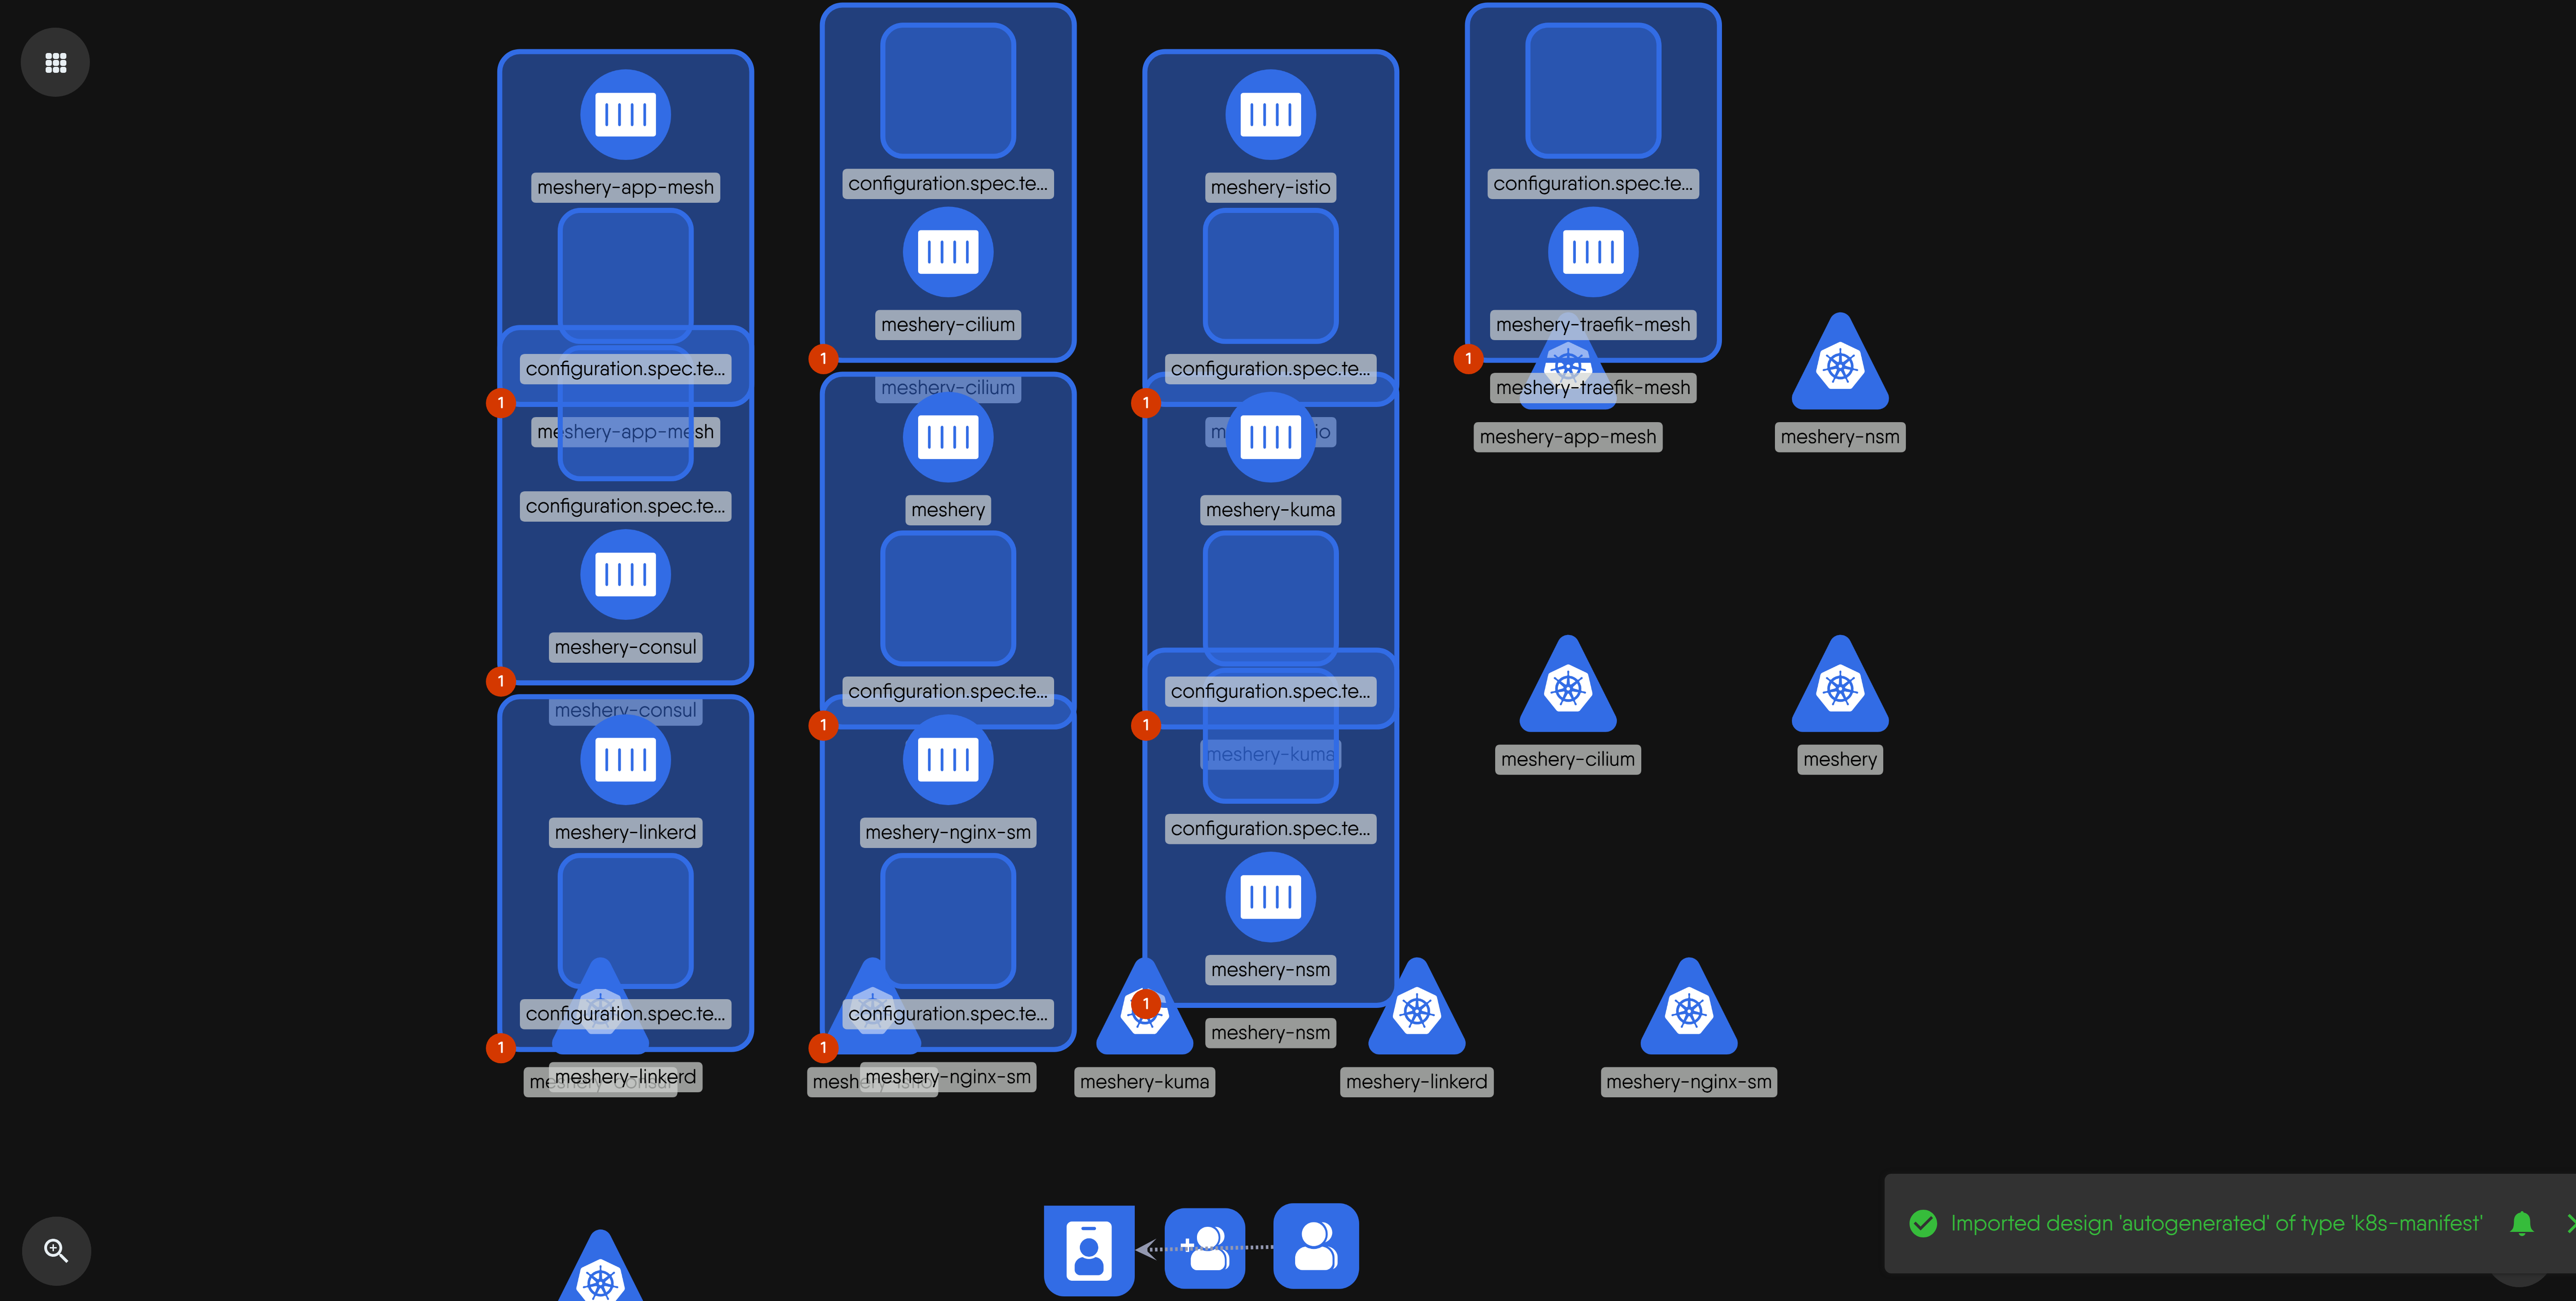 meshery-app-mesh
configuration.spec.te...
1
meshery-app-mesh
configuration.spec.te...
meshery-consul
1
meshery-consul
meshery-linkerd
configuration.spec.te...
1
meshery-linkerd
configuration.spec.te...
meshery-cilium
1
meshery-cilium
meshery
configuration.spec.te...
1
meshery-nginx-sm
configuration.spec.te...
1
meshery-nginx-sm
meshery-istio
configuration.spec.te...
1
meshery-kuma
configuration.spec.te...
1
meshery-kuma
configuration.spec.te...
meshery-nsm
1
meshery-nsm
configuration.spec.te...
meshery-traefik-mesh
1
meshery-traefik-mesh
meshery-app-mesh
meshery-nsm
meshery-cilium
meshery
meshery-kuma
meshery-linkerd
meshery-nginx-sm
Imported design 'autogenerated' of type 'k8s-manifest'